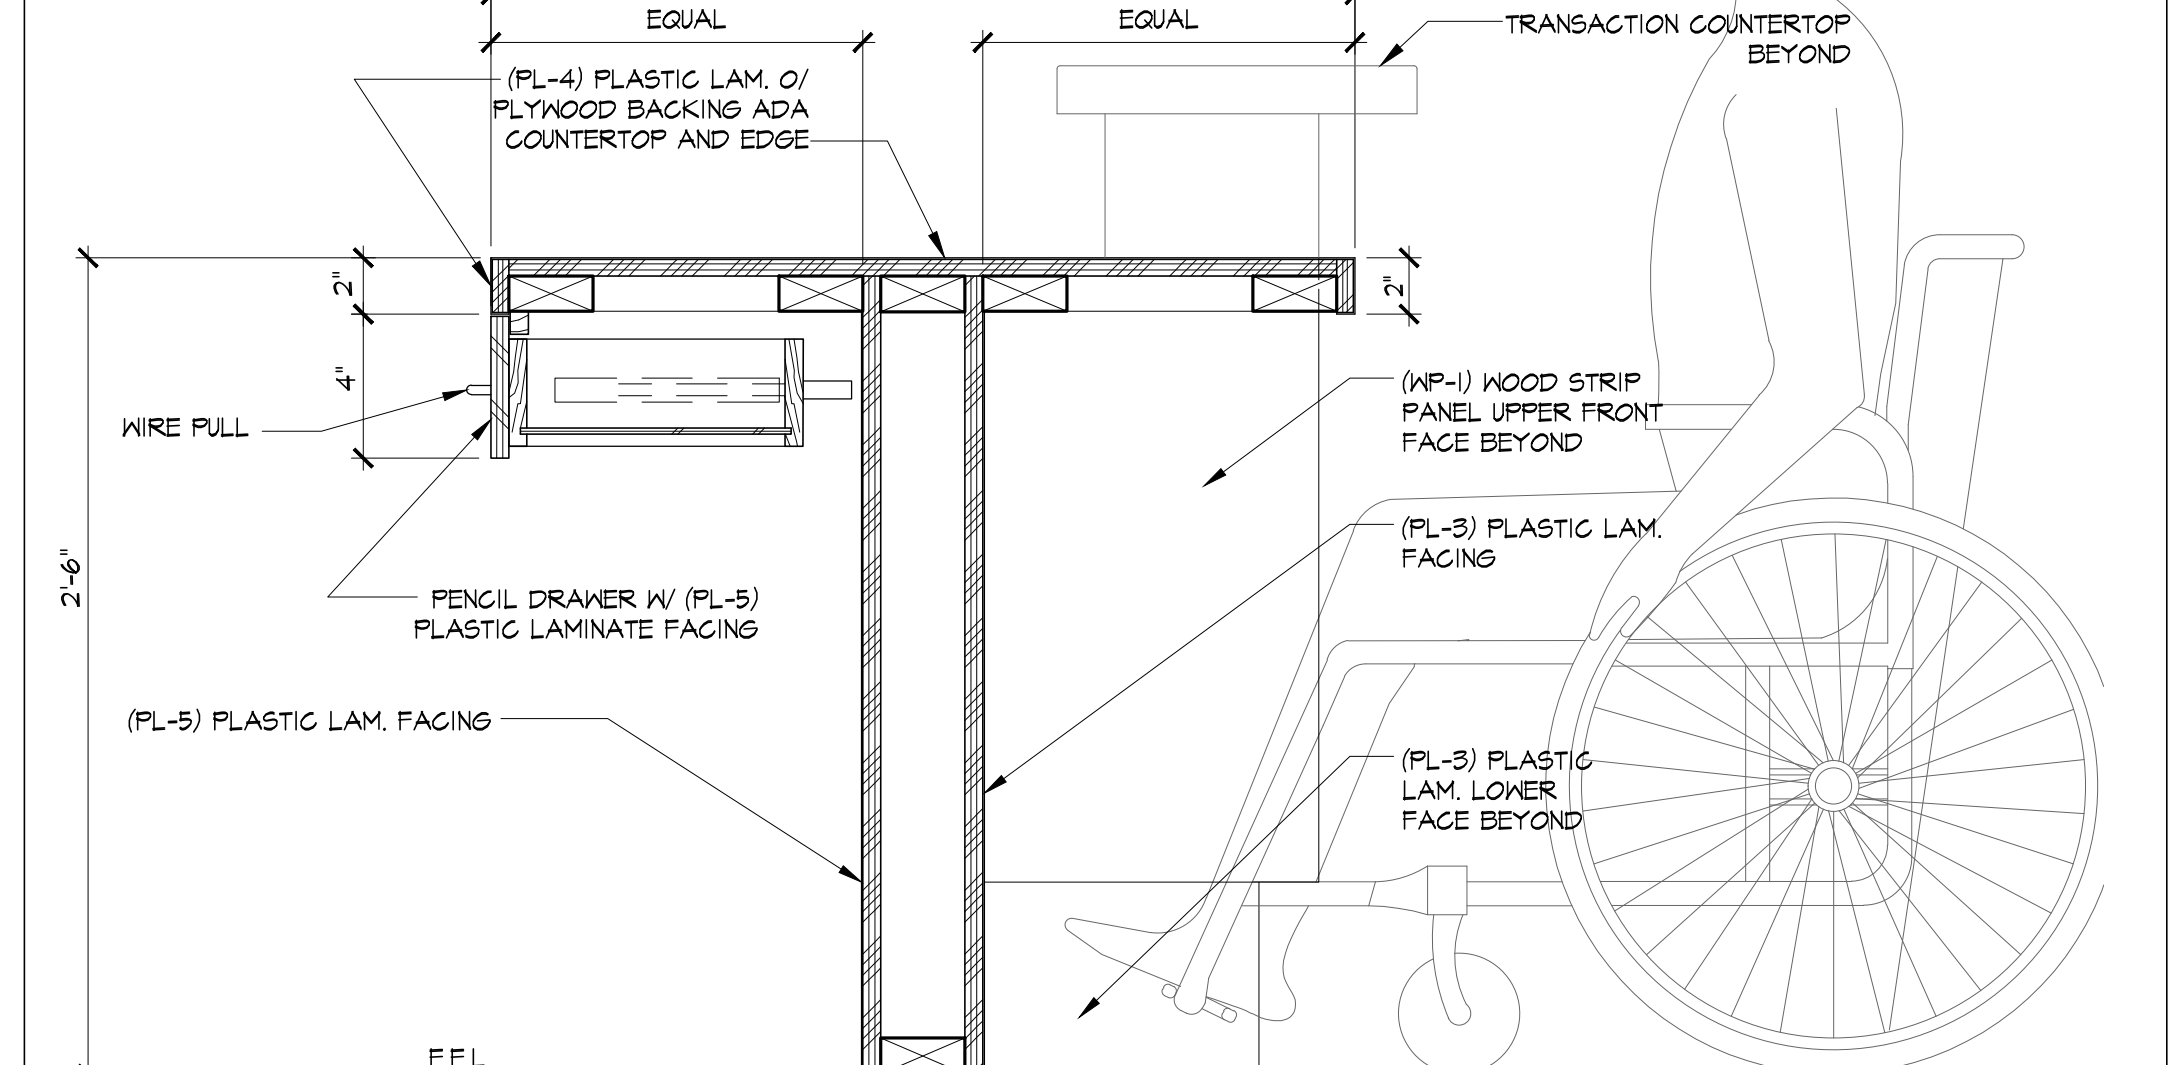 EQUAL
EQUAL
TRANSACTION COUNTERTOP
BEYOND
(PL-4) PLASTIC LAM. O/
PLYWOOD BACKING ADA
COUNTERTOP AND EDGE
2"
2"
4"
WIRE PULL
(WP-1) WOOD STRIP
PANEL UPPER FRONT
FACE BEYOND
(PL-3) PLASTIC LAM.
FACING
2'-6"
PENCIL DRAWER W/ (PL-5)
PLASTIC LAMINATE FACING
(PL-5) PLASTIC LAM. FACING
(PL-3) PLASTIC
LAM. LOWER
FACE BEYOND